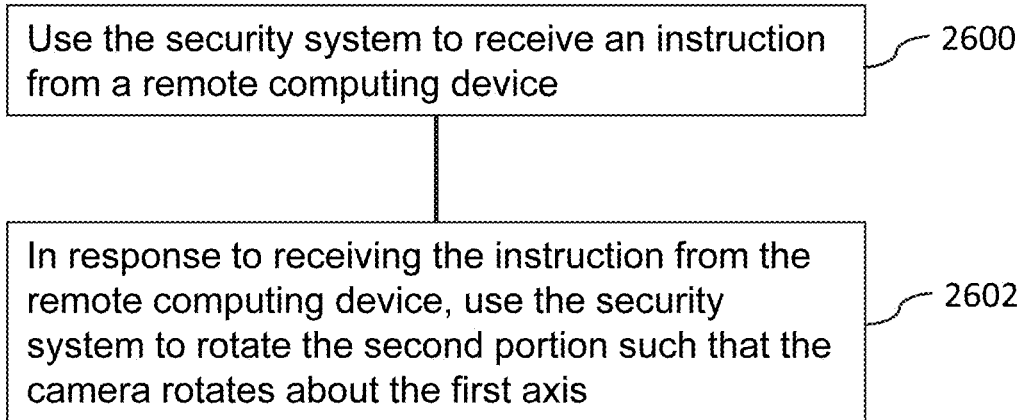 Use the security system to receive an instruction
from a remote computing device
2600
In response to receiving the instruction from the
remote computing device, use the security
system to rotate the second portion such that the
camera rotates about the first axis
2602